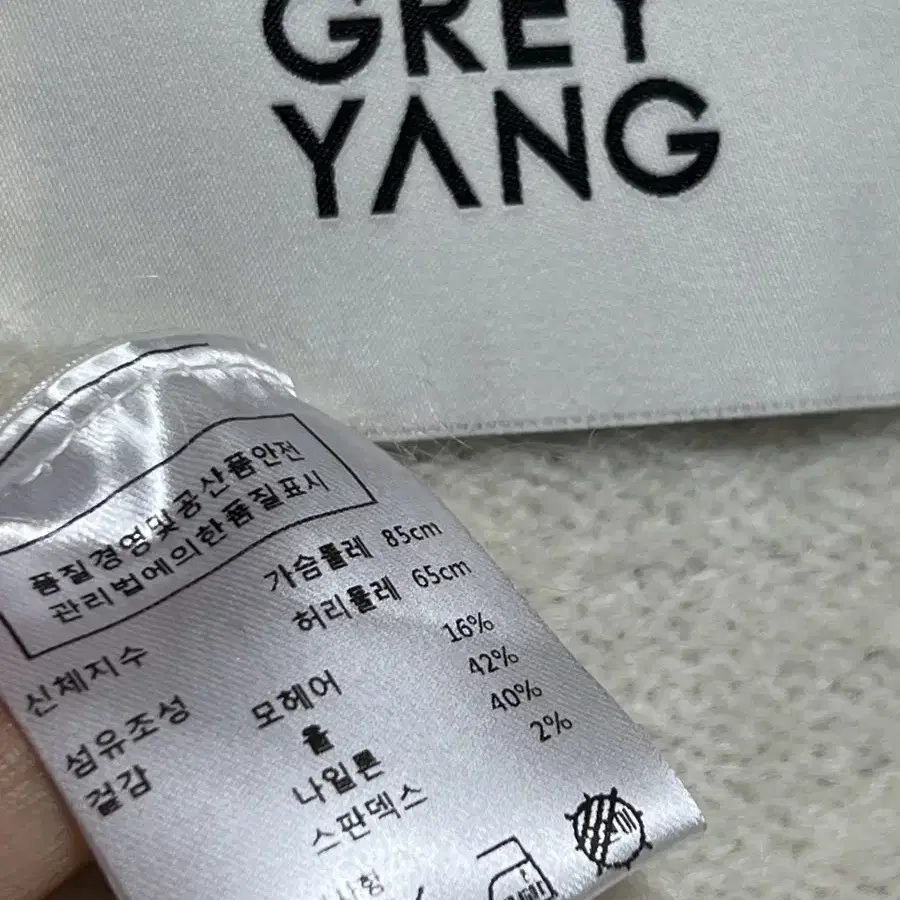 GREY
YANG
품질경영및공산품안전
관리법에의한품질표시
신체지수 가슴둘레 85cm
허리둘레 65cm
섬유조성
겉감 모헤어 16%
울 42%
나일론 40%
스판덱스 2%